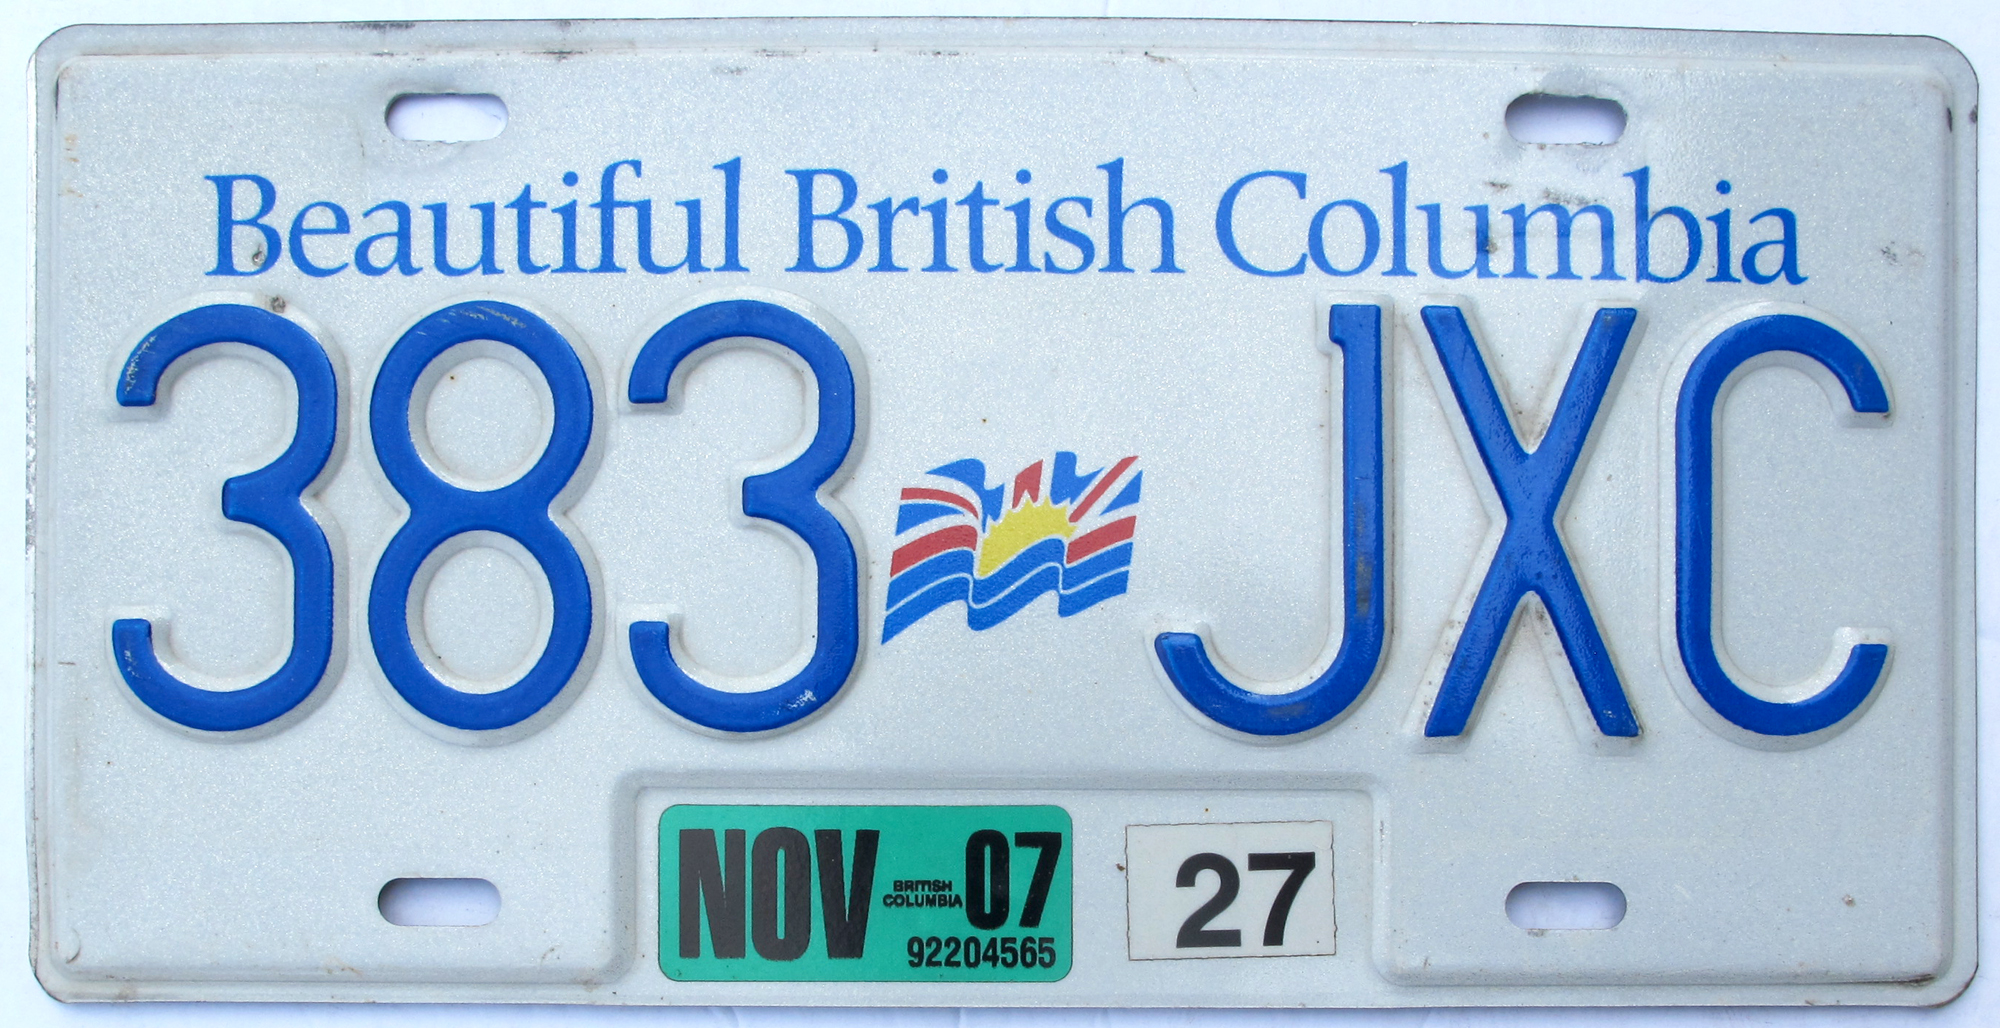 Beautiful British Columbia
383 JXC
NOV BRITISH COLUMBIA 07 27
92204565